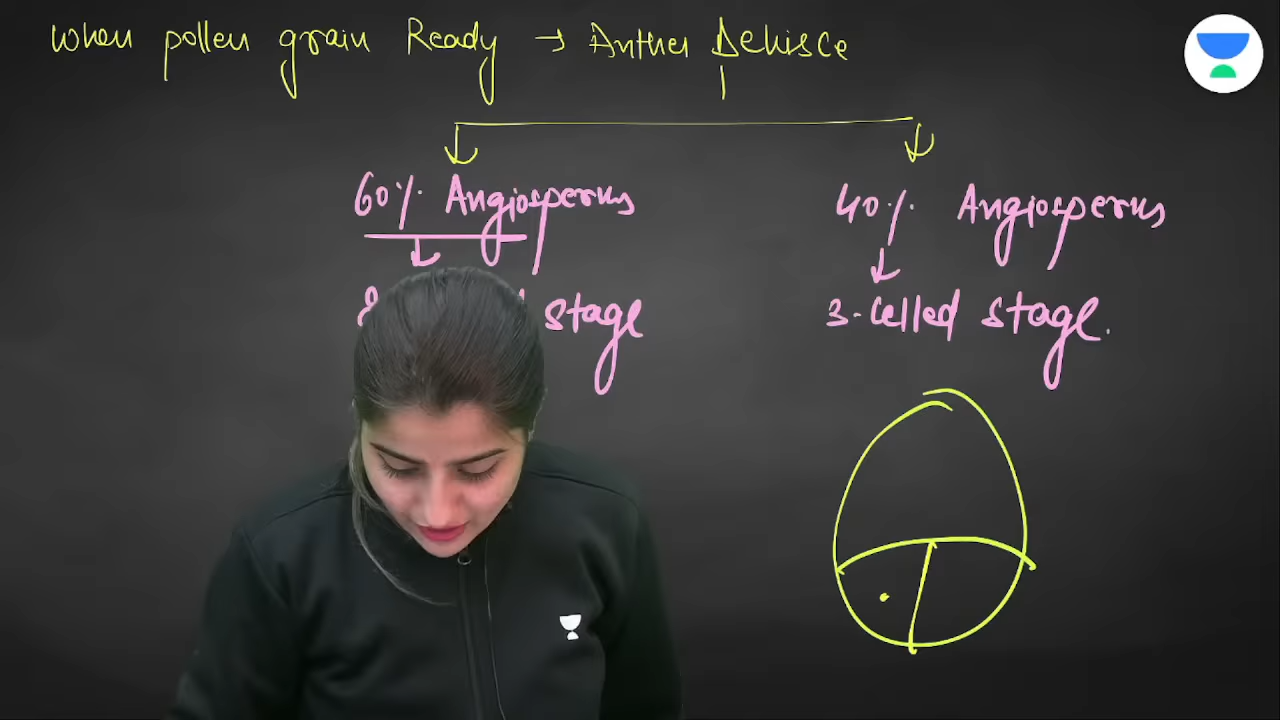 When pollen grain Ready → Anther Dehisce
60% Angiosperms
40% Angiosperms
stage
3-Celled stage.